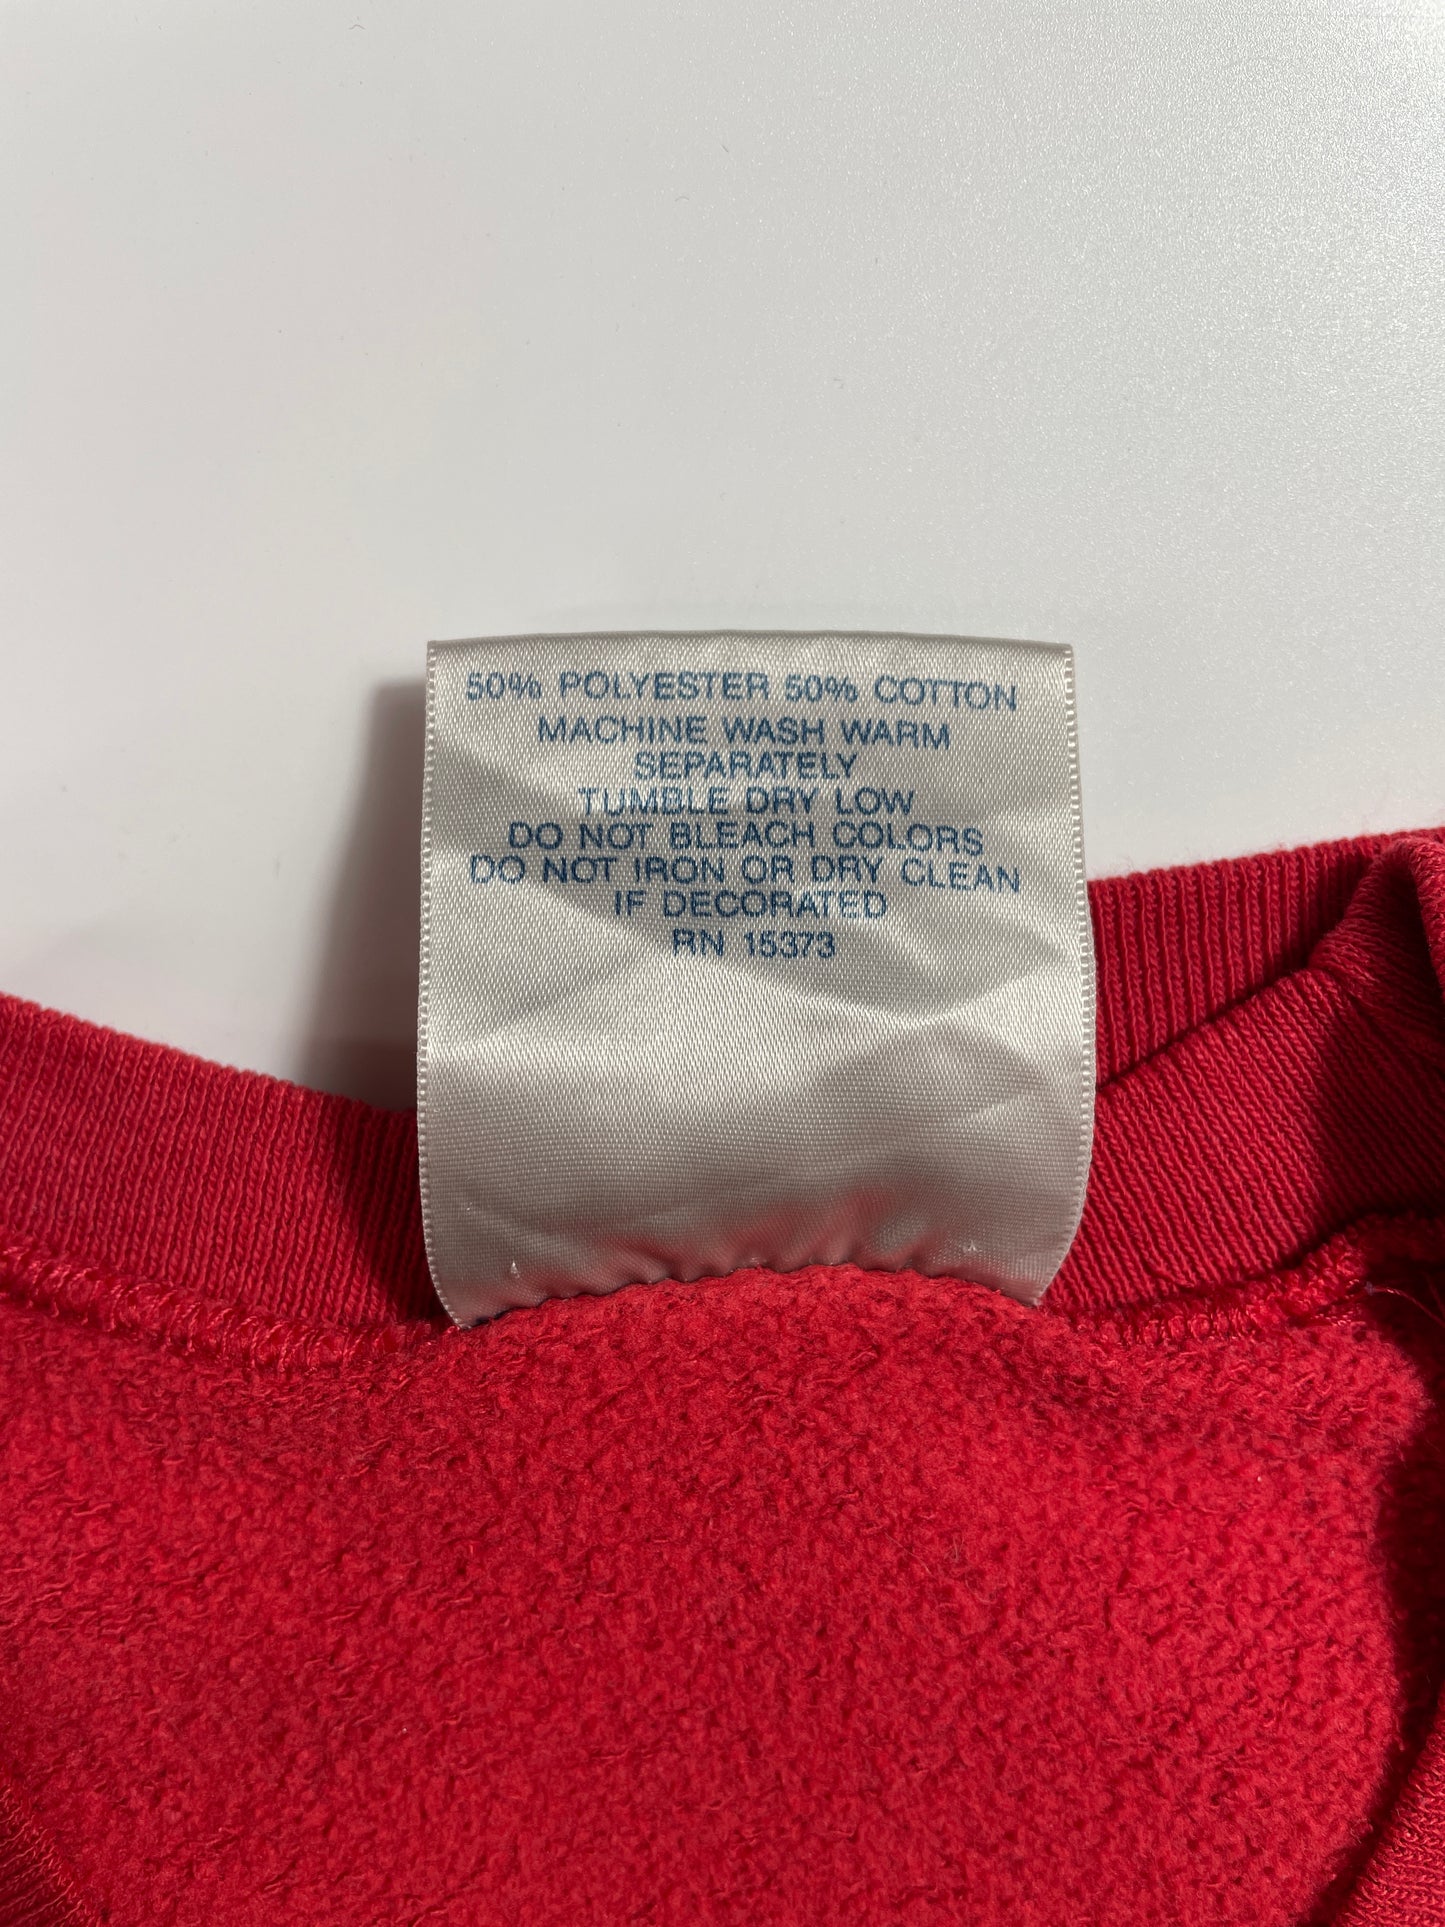 50% POLYESTER 50% COTTON
MACHINE WASH WARM
SEPARATELY
TUMBLE DRY LOW
DO NOT BLEACH COLORS
DO NOT IRON OR DRY CLEAN
IF DECORATED
RN 15373